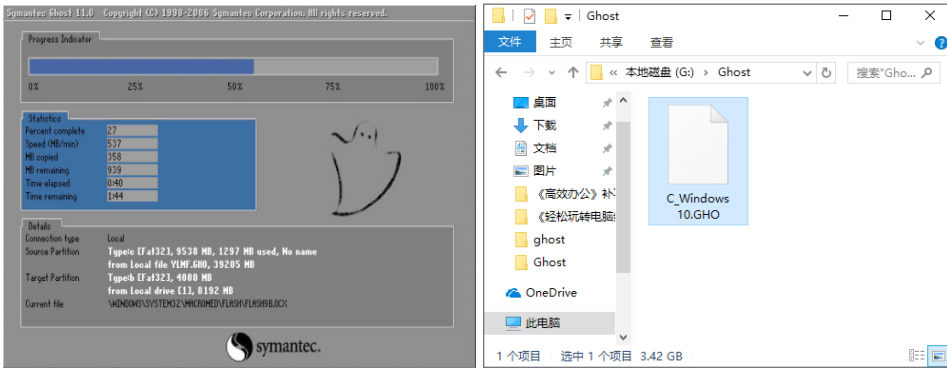 Symantec Ghost 11.0 Copyright (C) 1998-2006 Symantec Corporation. All rights reserved.
Progress Indicator
0% 25% 50% 75% 100%
Statistics
Percent complete 27
Speed (MB/min) 537
MB copied 358
MB remaining 939
Time elapsed 0:40
Time remaining 1:44
Details
Connection type Local
Source Partition Type:c [Fat32], 9538 MB, 1297 MB used, No name
from Local file YLMF.GHO, 39205 MB
Target Partition Type:b [Fat32], 4000 MB
from Local drive [1], 8192 MB
Current file \WINDOWS\SYSTEM32\MACROMED\FLASH\FLASH9B.OCX
symantec.
Ghost
文件 主页 共享 查看
« 本地磁盘 (G:) › Ghost
搜索"Gho...
桌面
下载
文档
图片
《高效办公》补
《轻松玩转电脑
ghost
Ghost
OneDrive
此电脑
C_Windows
10.GHO
1 个项目 选中 1 个项目 3.42 GB